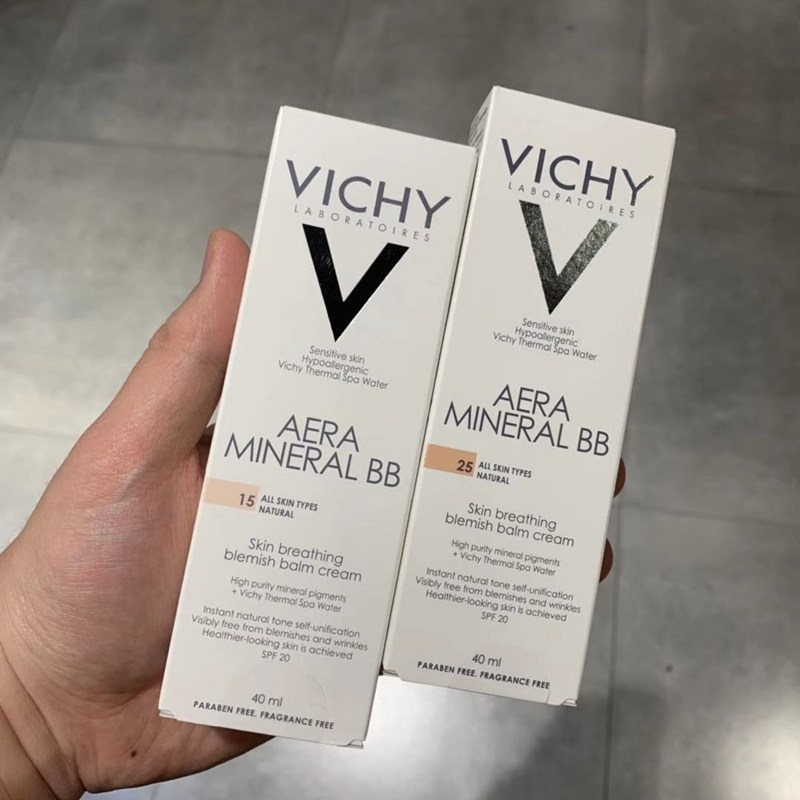 VICHY
LABORATOIRES
V
Sensitive skin
Hypoallergenic
Vichy Thermal Spa Water
AERA
MINERAL BB
15 ALL SKIN TYPES
NATURAL
Skin breathing
blemish balm cream
High purity mineral pigments
+ Vichy Thermal Spa Water
Instant natural tone self-unification
Visibly free from blemishes and wrinkles
Healthier-looking skin is achieved
SPF 20
40 ml
PARABEN FREE. FRAGRANCE FREE
VICHY
LABORATOIRES
V
Sensitive skin
Hypoallergenic
Vichy Thermal Spa Water
AERA
MINERAL BB
25 ALL SKIN TYPES
NATURAL
Skin breathing
blemish balm cream
High purity mineral pigments
+ Vichy Thermal Spa Water
Instant natural tone self-unification
Visibly free from blemishes and wrinkles
Healthier-looking skin is achieved
SPF 20
40 ml
PARABEN FREE. FRAGRANCE FREE